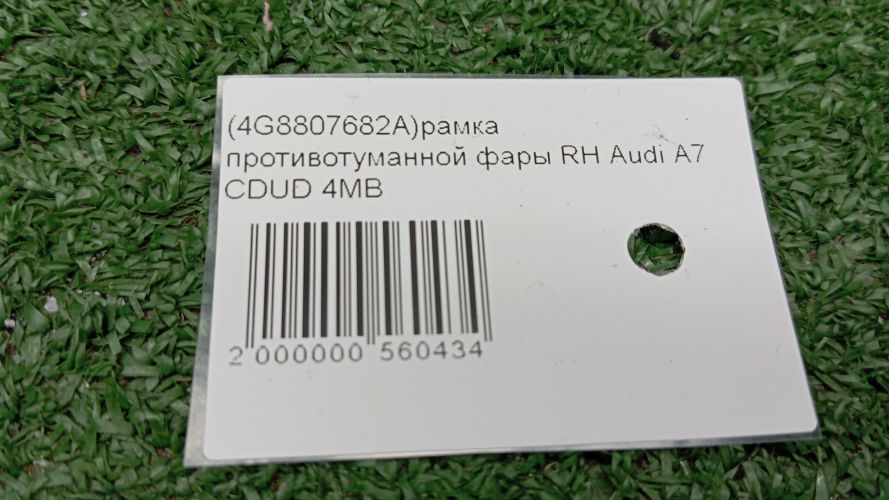 (4G8807682A)рамка
противотуманной фары RH Audi A7
CDUD 4MB
2 000000 560434